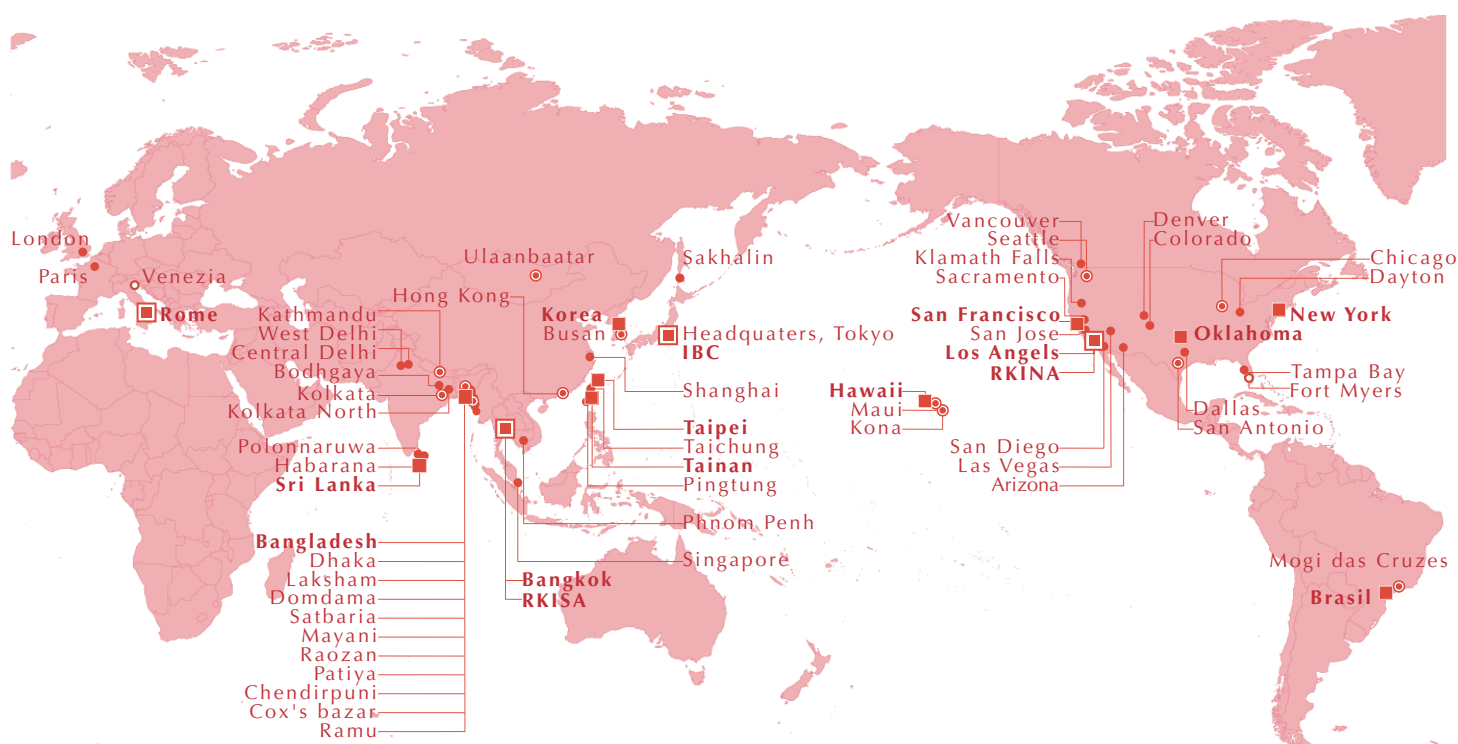 London
Paris
Venezia
Rome
Ulaanbaatar
Sakhalin
Hong Kong
Kathmandu
West Delhi
Central Delhi
Bodhgaya
Kolkata
Kolkata North
Korea
Busan
Headquaters, Tokyo
IBC
Shanghai
Taipei
Taichung
Tainan
Pingtung
Phnom Penh
Singapore
Polonnaruwa
Habarana
Sri Lanka
Bangladesh
Dhaka
Laksham
Domdama
Satbaria
Mayani
Raozan
Patiya
Chendirpuni
Cox's bazar
Ramu
Bangkok
RKISA
Vancouver
Seattle
Klamath Falls
Sacramento
San Francisco
San Jose
Los Angels
RKINA
Hawaii
Maui
Kona
San Diego
Las Vegas
Arizona
Denver
Colorado
Chicago
Dayton
New York
Oklahoma
Tampa Bay
Fort Myers
Dallas
San Antonio
Mogi das Cruzes
Brasil